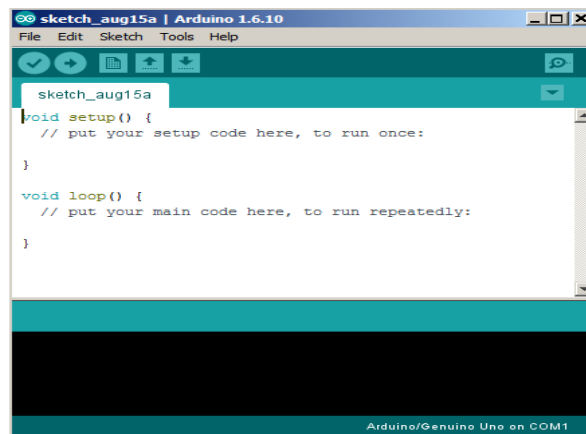 sketch_aug15a | Arduino 1.6.10
File Edit Sketch Tools Help
sketch_aug15a
void setup() {
  // put your setup code here, to run once:
}
void loop() {
  // put your main code here, to run repeatedly:
}
Arduino/Genuino Uno on COM1